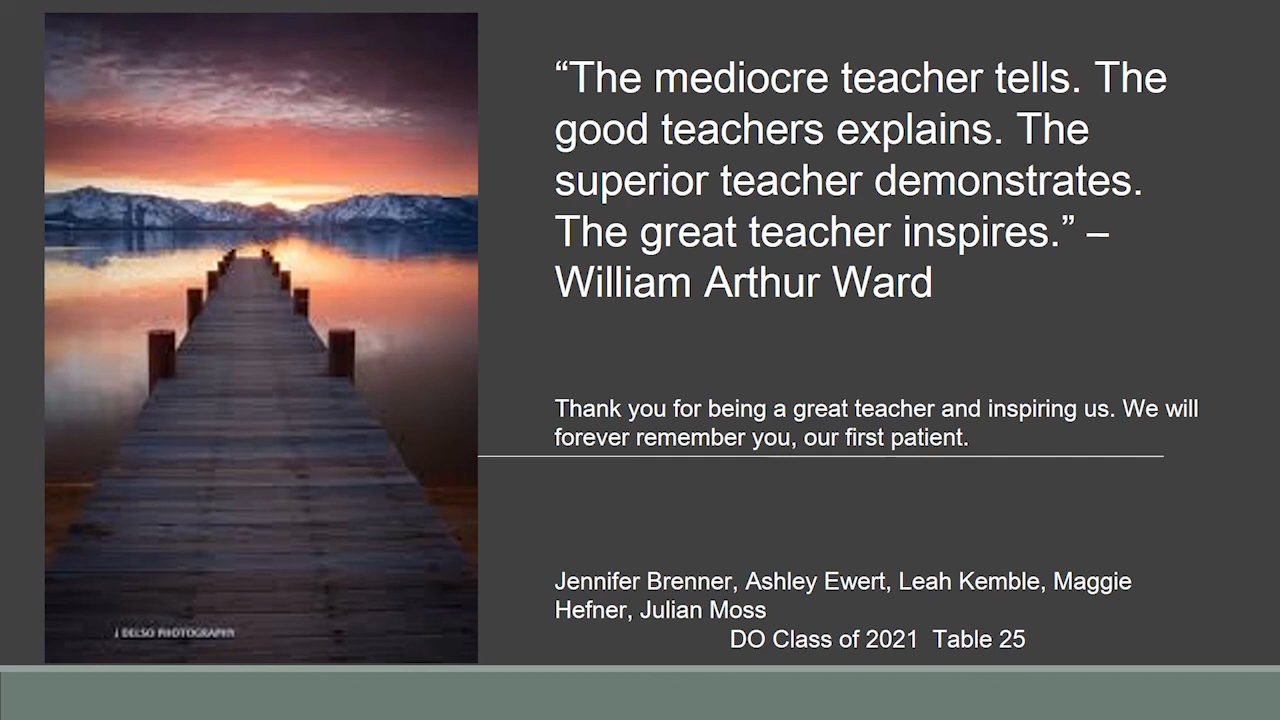 “The mediocre teacher tells. The
good teachers explains. The
superior teacher demonstrates.
The great teacher inspires.” –
William Arthur Ward
Thank you for being a great teacher and inspiring us. We will
forever remember you, our first patient.
Jennifer Brenner, Ashley Ewert, Leah Kemble, Maggie
Hefner, Julian Moss
DO Class of 2021  Table 25
J DELSO PHOTOGRAPHY